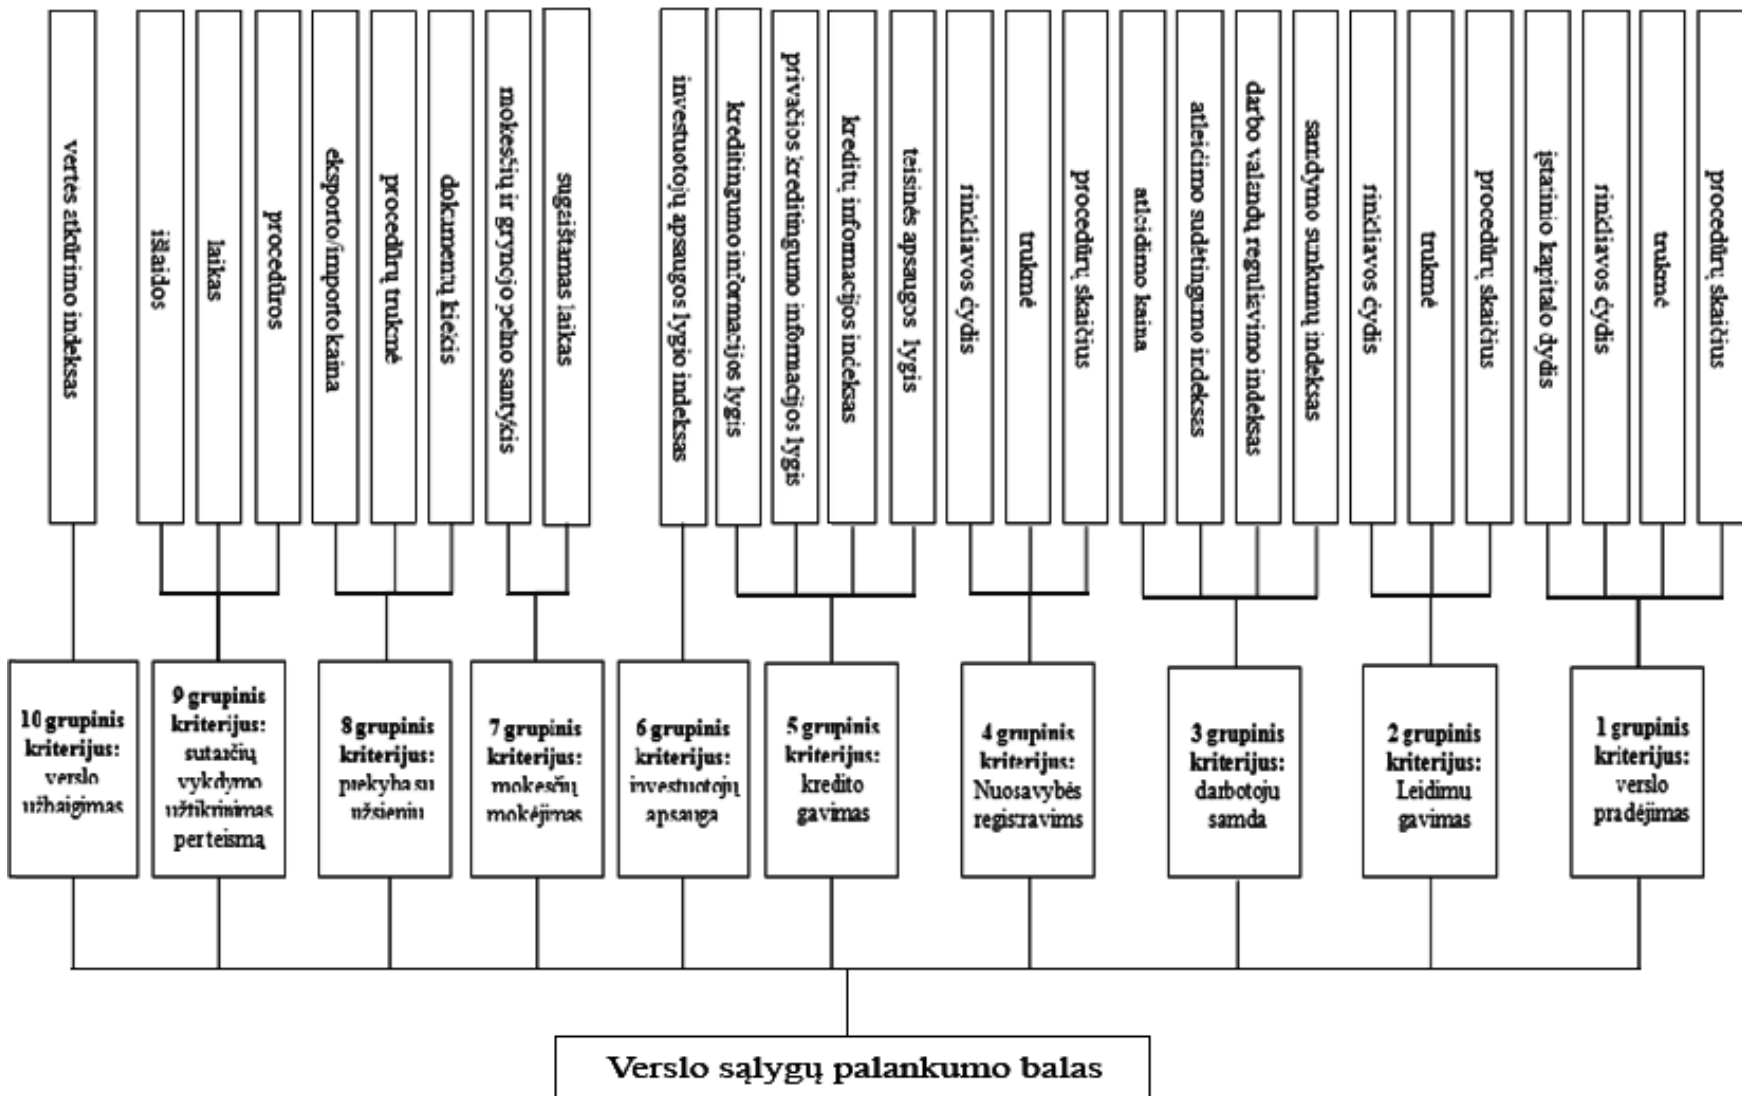 vertės atkūrimo indeksas
išlaidos
laikas
procedūros
eksporto/importo kaina
procedūrų trukmė
dokumentų kiekis
mokesčių ir grynojo pelno santykis
sugaištamas laikas
investuotojų apsaugos lygio indeksas
kreditingumo informacijos lygis
privačios kreditingumo informacijos lygis
kreditų informacijos indeksas
teisinės apsaugos lygis
rinkliavos dydis
trukmė
procedūrų skaičius
atleidimo kaina
atleidimo sudėtingumo indeksas
darbo valandų reguliavimo indeksas
samdymo sunkumų indeksas
rinkliavos dydis
trukmė
procedūrų skaičius
įstatinio kapitalo dydis
rinkliavos dydis
trukmė
procedūrų skaičius
10 grupinis
kriterijus:
verslo
užbaigimas
9 grupinis
kriterijus:
sutarčių
vykdymo
užtikrinimas
per teismą
8 grupinis
kriterijus:
prekyba su
užsieniu
7 grupinis
kriterijus:
mokesčių
mokėjimas
6 grupinis
kriterijus:
investuotojų
apsauga
5 grupinis
kriterijus:
kredito
gavimas
4 grupinis
kriterijus:
Nuosavybės
registravims
3 grupinis
kriterijus:
darbotoju
samda
2 grupinis
kriterijus:
Leidimu
gavimas
1 grupinis
kriterijus:
verslo
pradėjimas
Verslo sąlygų palankumo balas